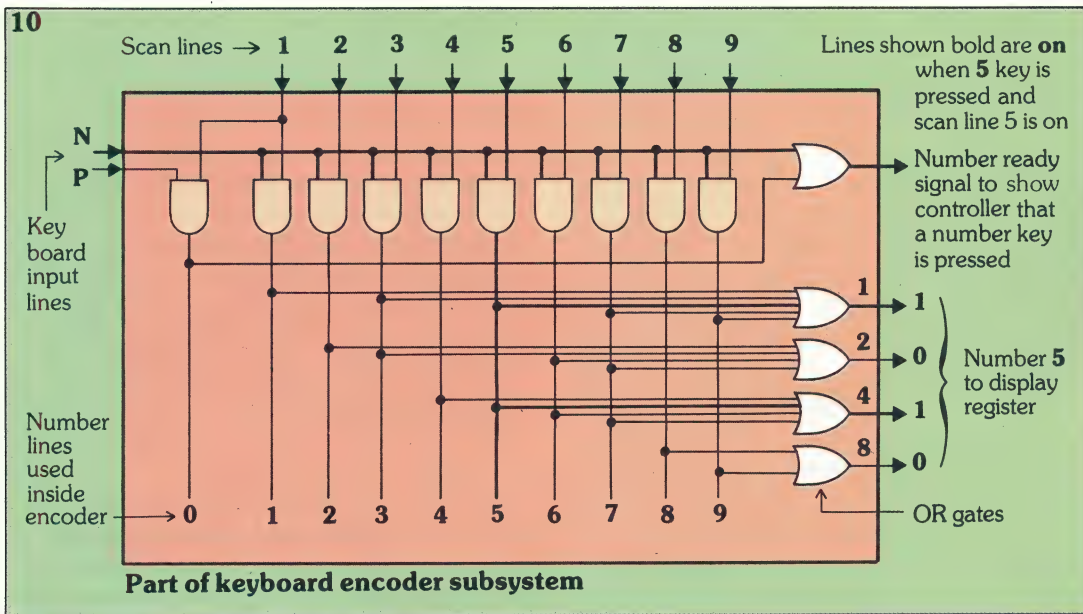 10
Scan lines → 1 2 3 4 5 6 7 8 9
Lines shown bold are on
when 5 key is
pressed and
scan line 5 is on
N
P
Key
board
input
lines
Number ready
signal to show
controller that
a number key
is pressed
1 1
2 0
4 1
8 0
Number 5
to display
register
Number
lines
used
inside
encoder → 0 1 2 3 4 5 6 7 8 9
OR gates
Part of keyboard encoder subsystem